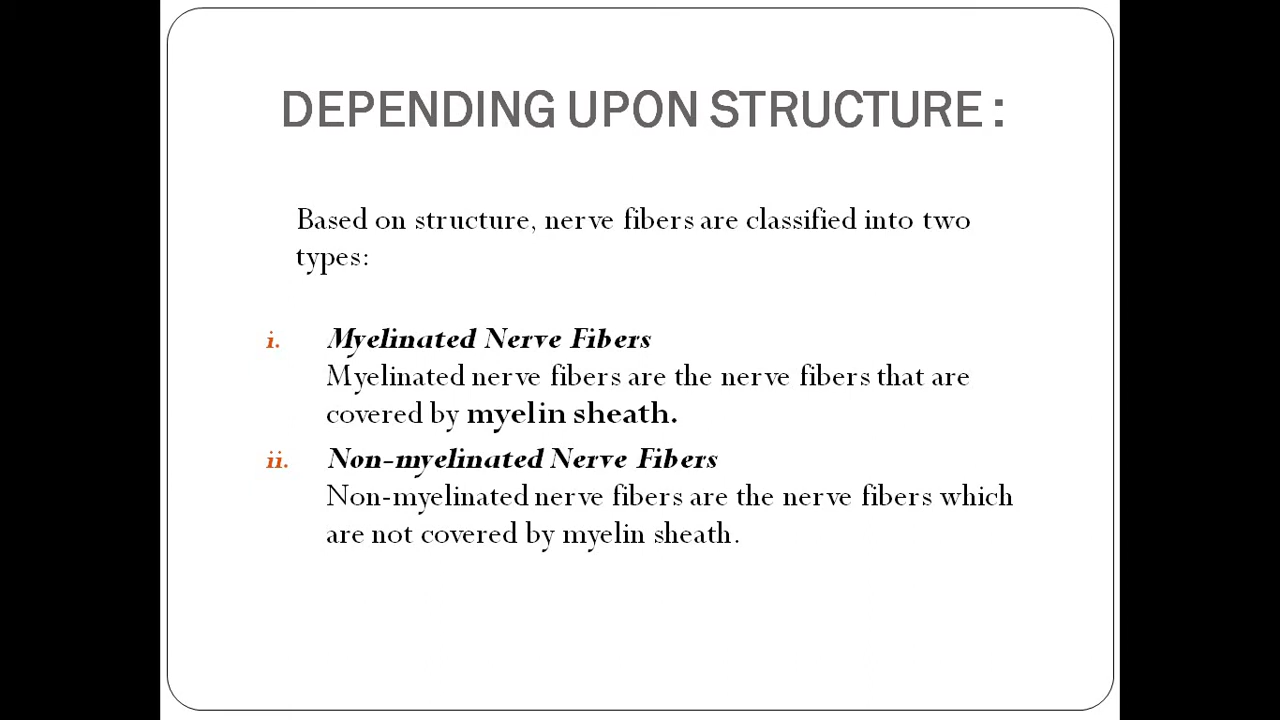 DEPENDING UPON STRUCTURE :
Based on structure, nerve fibers are classified into two
types:
i. Myelinated Nerve Fibers
Myelinated nerve fibers are the nerve fibers that are
covered by myelin sheath.
ii. Non-myelinated Nerve Fibers
Non-myelinated nerve fibers are the nerve fibers which
are not covered by myelin sheath.